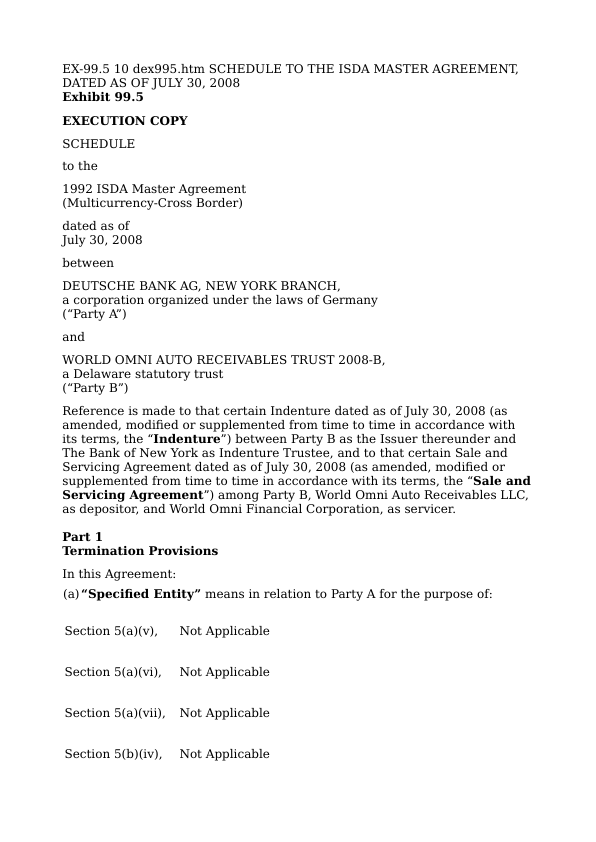 EX-99.5 10 dex995.htm SCHEDULE TO THE ISDA MASTER AGREEMENT,
DATED AS OF JULY 30, 2008
Exhibit 99.5
EXECUTION COPY
SCHEDULE
to the
1992 ISDA Master Agreement
(Multicurrency-Cross Border)
dated as of
July 30, 2008
between
DEUTSCHE BANK AG, NEW YORK BRANCH,
a corporation organized under the laws of Germany
(“Party A”)
and
WORLD OMNI AUTO RECEIVABLES TRUST 2008-B,
a Delaware statutory trust
(“Party B”)
Reference is made to that certain Indenture dated as of July 30, 2008 (as
amended, modified or supplemented from time to time in accordance with
its terms, the “Indenture”) between Party B as the Issuer thereunder and
The Bank of New York as Indenture Trustee, and to that certain Sale and
Servicing Agreement dated as of July 30, 2008 (as amended, modified or
supplemented from time to time in accordance with its terms, the “Sale and
Servicing Agreement”) among Party B, World Omni Auto Receivables LLC,
as depositor, and World Omni Financial Corporation, as servicer.
Part 1
Termination Provisions
In this Agreement:
(a) “Specified Entity” means in relation to Party A for the purpose of:
Section 5(a)(v), Not Applicable
Section 5(a)(vi), Not Applicable
Section 5(a)(vii), Not Applicable
Section 5(b)(iv), Not Applicable